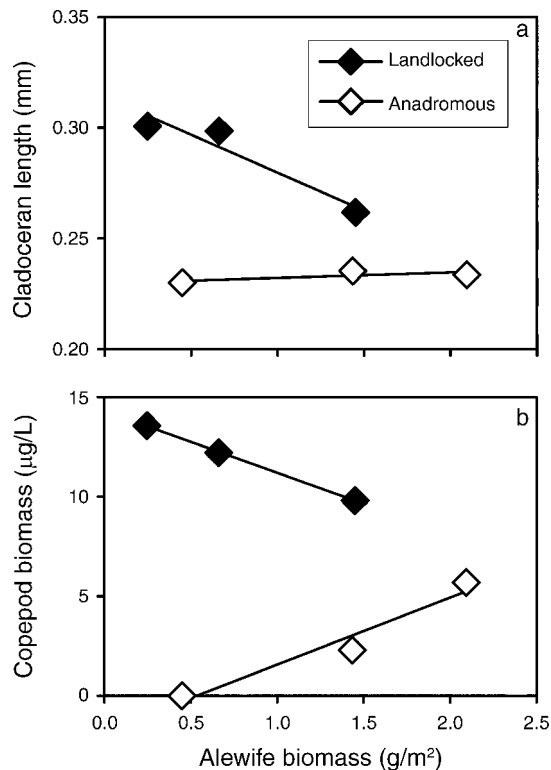 a
0.35
0.30
0.25
0.20
Cladoceran length (mm)
Landlocked
Anadromous
b
15
10
5
0
Copepod biomass (µg/L)
0.0 0.5 1.0 1.5 2.0 2.5
Alewife biomass (g/m²)